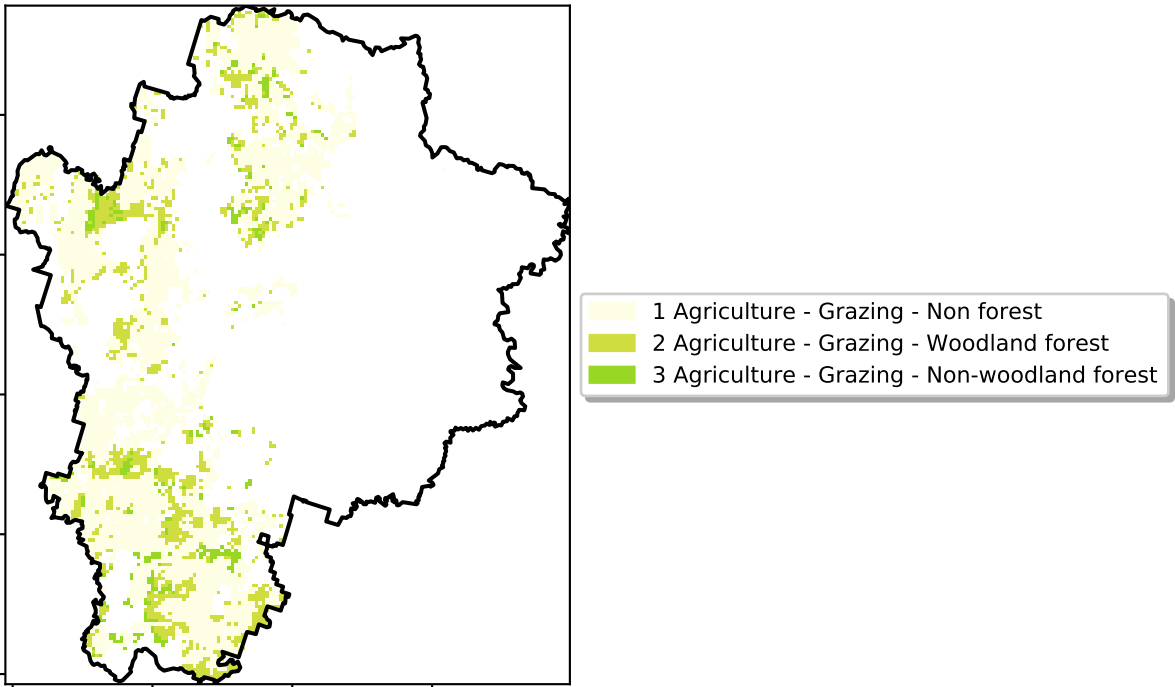 1 Agriculture - Grazing - Non forest
2 Agriculture - Grazing - Woodland forest
3 Agriculture - Grazing - Non-woodland forest